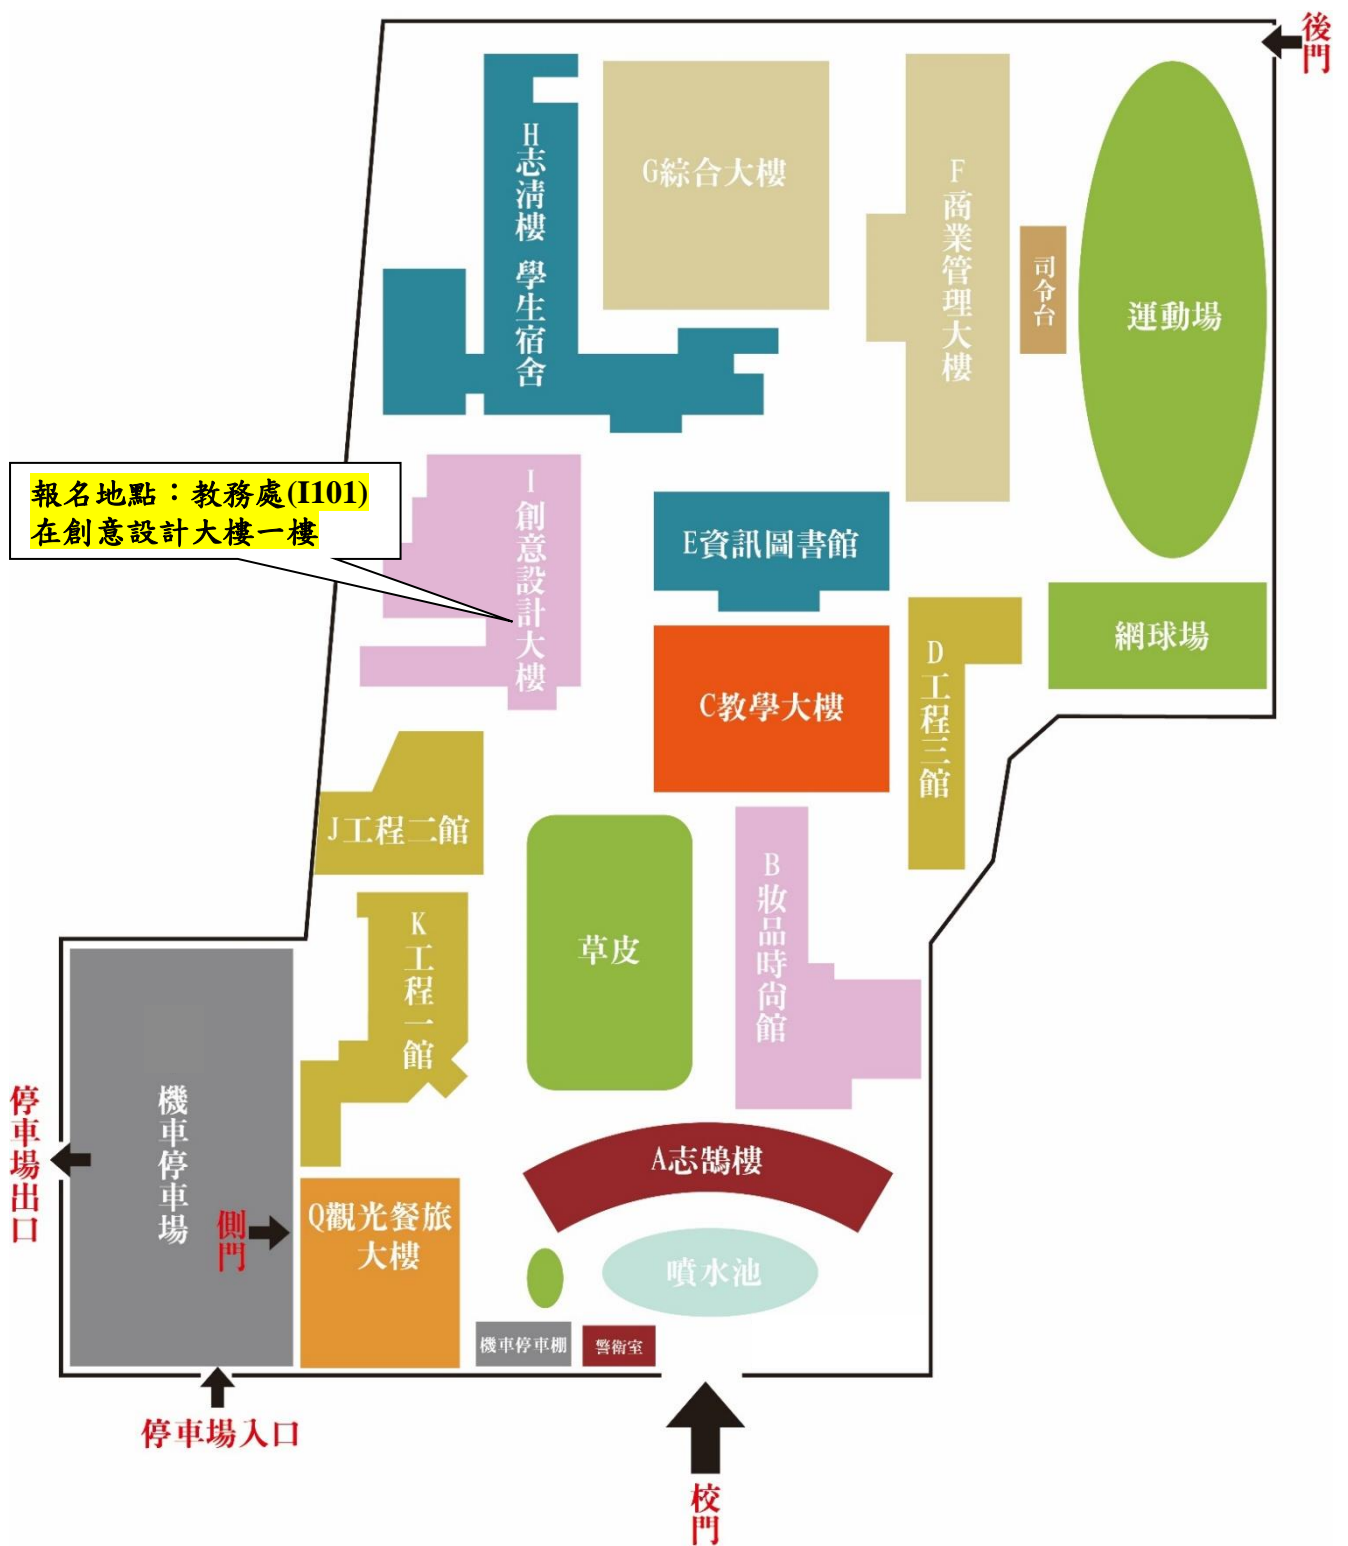 後門
H志清樓 學生宿舍
G綜合大樓
F商業管理大樓
司令台
運動場
報名地點：教務處(I101)
在創意設計大樓一樓
I創意設計大樓
E資訊圖書館
網球場
D工程三館
C教學大樓
J工程二館
B妝品時尚館
草皮
K工程一館
機車停車場
停車場出口
側門
A志鵠樓
Q觀光餐旅
大樓
噴水池
機車停車棚
警衛室
停車場入口
校門